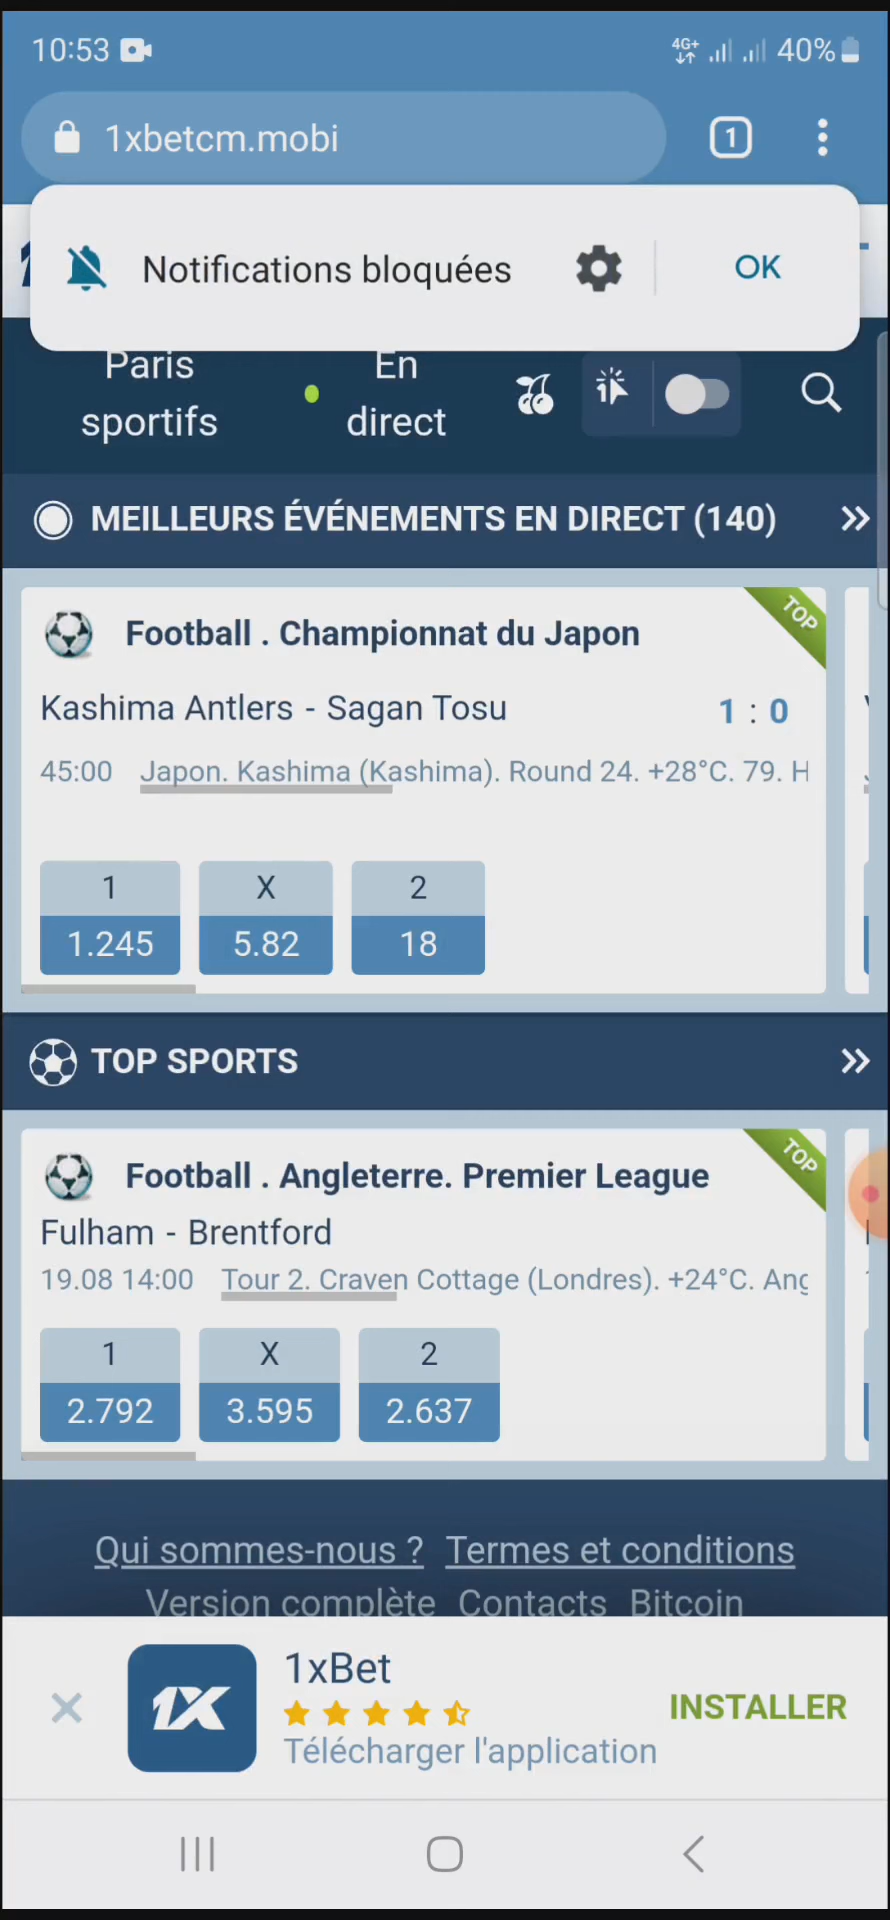 10:53 4G+ 40%
1xbetcm.mobi 1
Notifications bloquées OK
Paris sportifs
En direct
MEILLEURS ÉVÉNEMENTS EN DIRECT (140)
Football . Championnat du Japon TOP
Kashima Antlers - Sagan Tosu 1 : 0
45:00 Japon. Kashima (Kashima). Round 24. +28°C. 79. H
1 X 2
1.245 5.82 18
TOP SPORTS
Football . Angleterre. Premier League TOP
Fulham - Brentford
19.08 14:00 Tour 2. Craven Cottage (Londres). +24°C. Ang
1 X 2
2.792 3.595 2.637
Qui sommes-nous ? Termes et conditions
Version complète Contacts Bitcoin
1X
1xBet
Télécharger l'application
INSTALLER